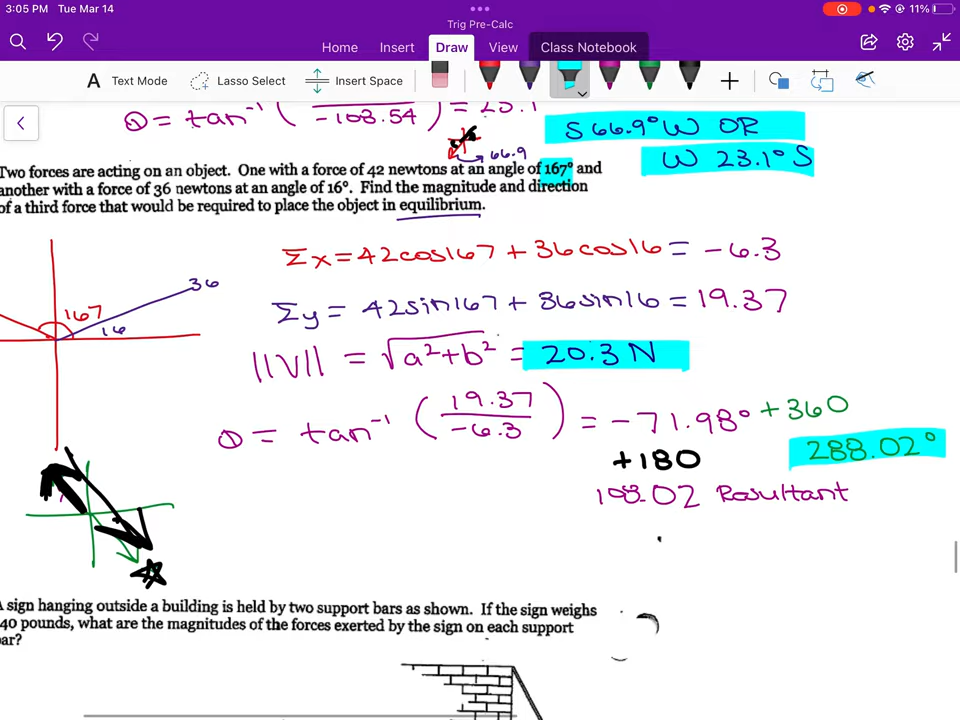 3:05 PM Tue Mar 14
11%
Trig Pre-Calc
Home Insert Draw View Class Notebook
A Text Mode Lasso Select Insert Space
= tan⁻¹ ( -103.54 ) = 23.1
S 66.9° W OR
W 23.1° S
66.9
Two forces are acting on an object. One with a force of 42 newtons at an angle of 167° and
another with a force of 36 newtons at an angle of 16°. Find the magnitude and direction
of a third force that would be required to place the object in equilibrium.
Σx = 42cos167 + 36cos16 = -6.3
36
167
16
Σy = 42sin167 + 36sin16 = 19.37
||V|| = √a²+b² = 20.3 N
= tan⁻¹ ( 19.37 / -6.3 ) = -71.98° +360
288.02°
+180
108.02 Resultant
A sign hanging outside a building is held by two support bars as shown. If the sign weighs
40 pounds, what are the magnitudes of the forces exerted by the sign on each support
bar?